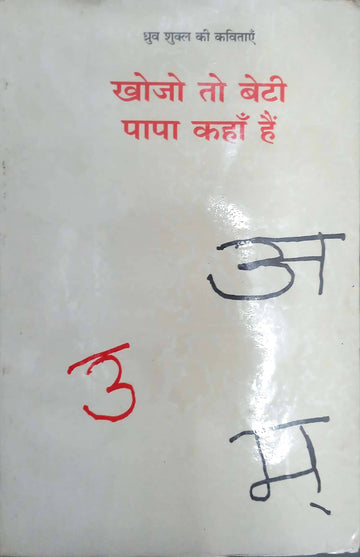 ध्रुव शुक्ल की कविताएँ
खोजो तो बेटी
पापा कहाँ हैं
अ
उ
म्